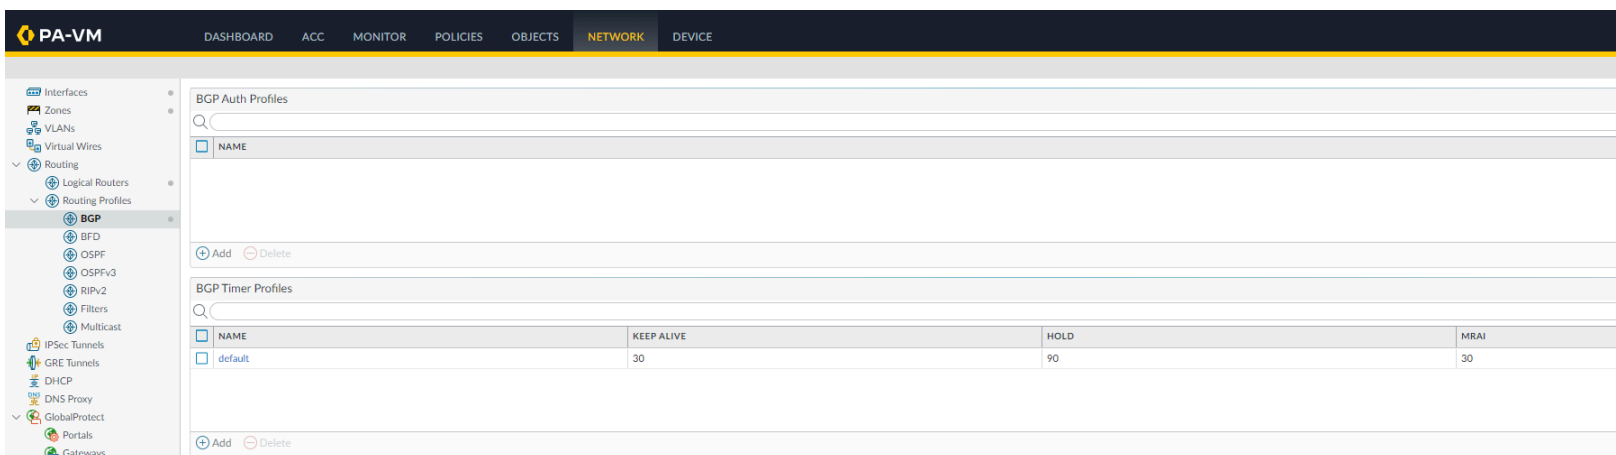 PA-VM DASHBOARD ACC MONITOR POLICIES OBJECTS NETWORK DEVICE
Interfaces
Zones
VLANs
Virtual Wires
Routing
Logical Routers
Routing Profiles
BGP
BFD
OSPF
OSPFv3
RIPv2
Filters
Multicast
IPSec Tunnels
GRE Tunnels
DHCP
DNS Proxy
GlobalProtect
Portals
Gateways
BGP Auth Profiles
NAME
Add Delete
BGP Timer Profiles
NAME KEEP ALIVE HOLD MRAI
default 30 90 30
Add Delete